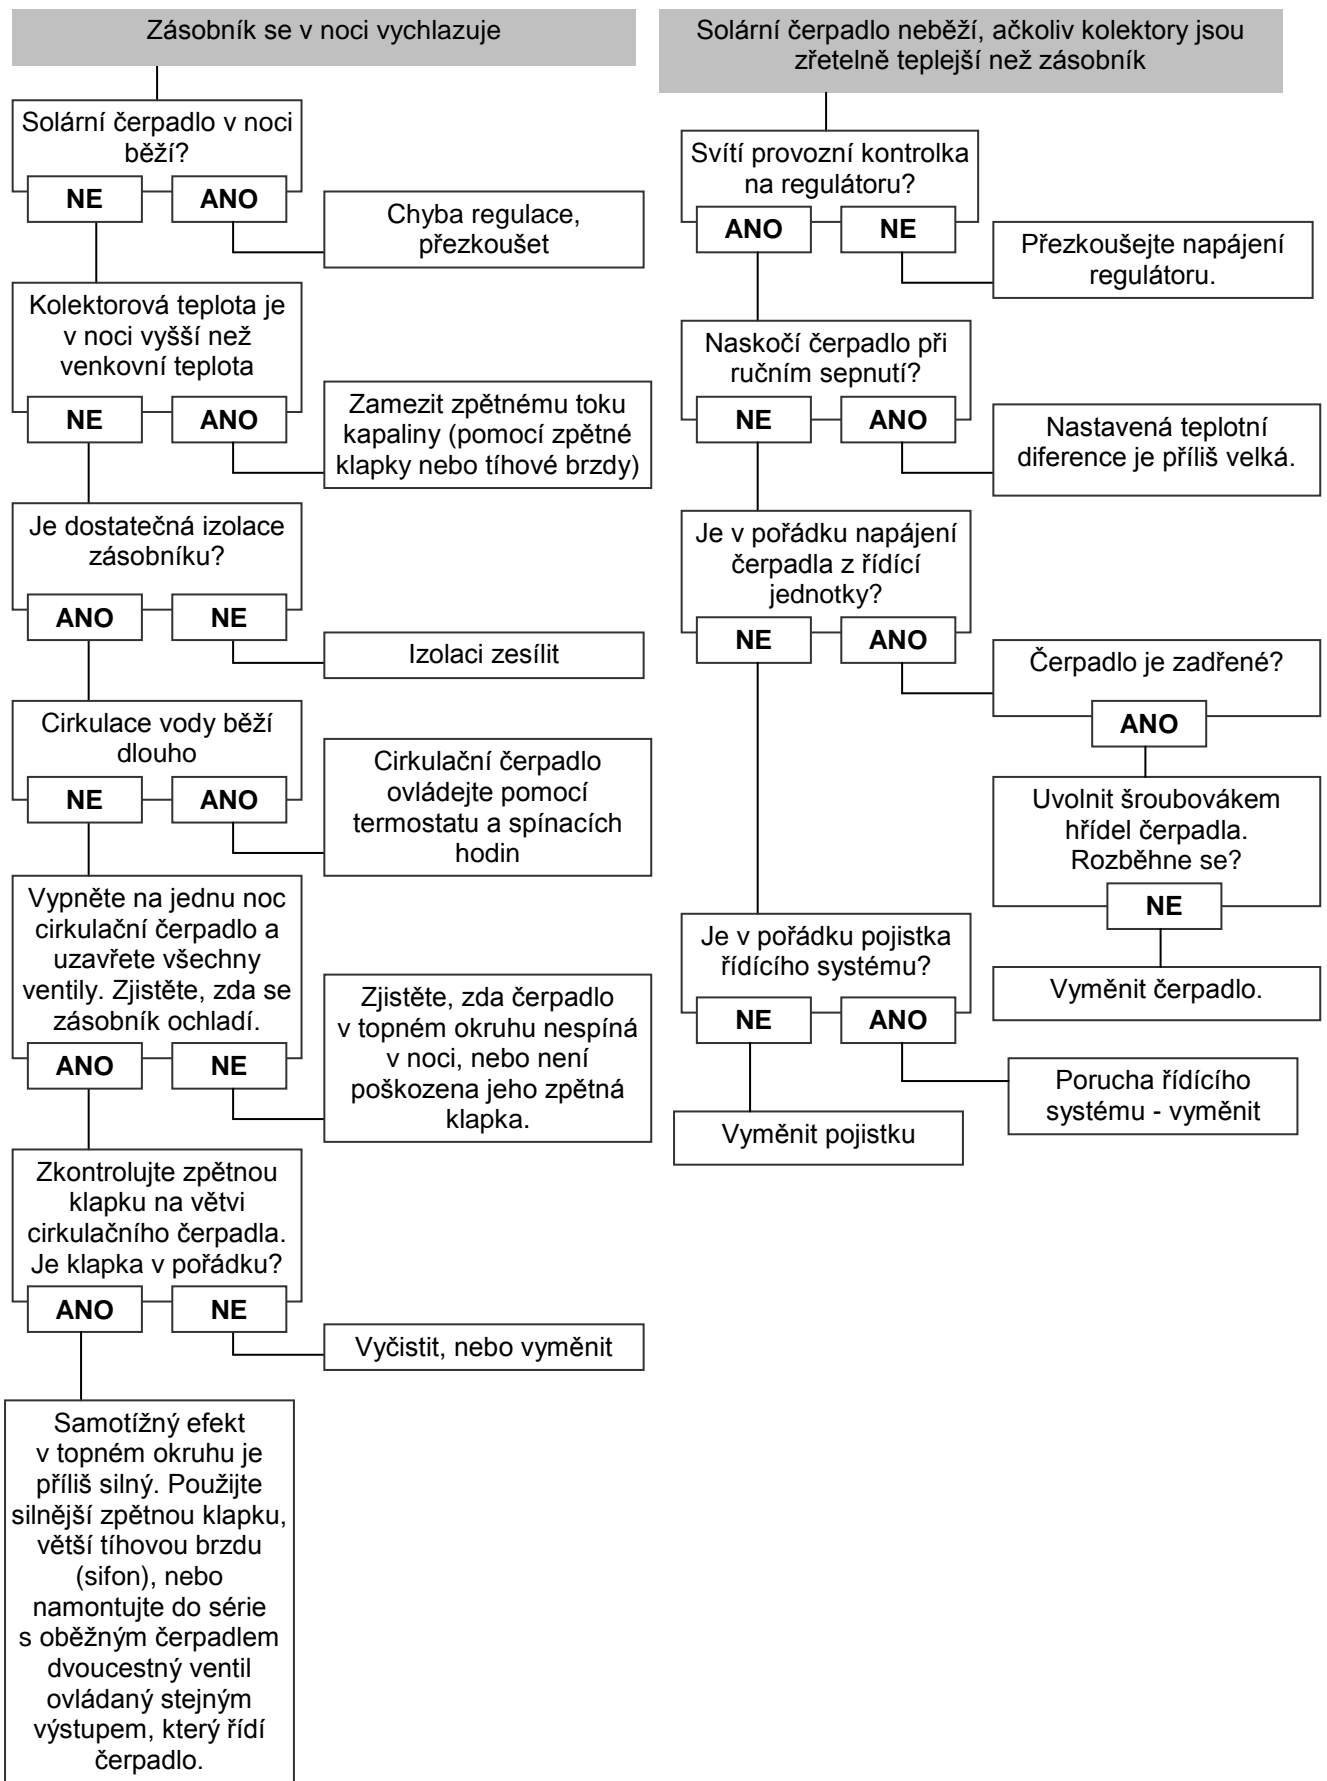 Zásobník se v noci vychlazuje
Solární čerpadlo v noci
běží?
NE
ANO
Chyba regulace,
přezkoušet
Kolektorová teplota je
v noci vyšší než
venkovní teplota
NE
ANO
Zamezit zpětnému toku
kapaliny (pomocí zpětné
klapky nebo tíhové brzdy)
Je dostatečná izolace
zásobníku?
ANO
NE
Izolaci zesílit
Cirkulace vody běží
dlouho
NE
ANO
Cirkulační čerpadlo
ovládejte pomocí
termostatu a spínacích
hodin
Vypněte na jednu noc
cirkulační čerpadlo a
uzavřete všechny
ventily. Zjistěte, zda se
zásobník ochladí.
ANO
NE
Zjistěte, zda čerpadlo
v topném okruhu nespíná
v noci, nebo není
poškozena jeho zpětná
klapka.
Zkontrolujte zpětnou
klapku na větvi
cirkulačního čerpadla.
Je klapka v pořádku?
ANO
NE
Vyčistit, nebo vyměnit
Samotížný efekt
v topném okruhu je
příliš silný. Použijte
silnější zpětnou klapku,
větší tíhovou brzdu
(sifon), nebo
namontujte do série
s oběžným čerpadlem
dvoucestný ventil
ovládaný stejným
výstupem, který řídí
čerpadlo.
Solární čerpadlo neběží, ačkoliv kolektory jsou
zřetelně teplejší než zásobník
Svítí provozní kontrolka
na regulátoru?
ANO
NE
Přezkoušejte napájení
regulátoru.
Naskočí čerpadlo při
ručním sepnutí?
NE
ANO
Nastavená teplotní
diference je příliš velká.
Je v pořádku napájení
čerpadla z řídící
jednotky?
NE
ANO
Čerpadlo je zadřené?
ANO
Uvolnit šroubovákem
hřídel čerpadla.
Rozběhne se?
NE
Vyměnit čerpadlo.
Je v pořádku pojistka
řídícího systému?
NE
ANO
Porucha řídícího
systému - vyměnit
Vyměnit pojistku